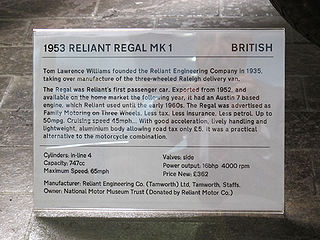 1953 RELIANT REGAL MK 1 BRITISH
Tom Lawrence Williams founded the Reliant Engineering Company in 1935,
taking over manufacture of the three-wheeled Raleigh delivery van.
The Regal was Reliant's first passenger car. Exported from 1952, and
available on the home market the following year, it had an Austin 7 based
engine, which Reliant used until the early 1960s. The Regal was advertised as
Family Motoring on Three Wheels, Less tax. Less insurance. Less petrol. Up to
50mpg. Cruising speed 45mph... With good acceleration, lively handling and
lightweight, aluminium body allowing road tax only £5, it was a practical
alternative to the motorcycle combination.
Cylinders: in-line 4
Capacity: 747cc
Maximum Speed: 65mph
Valves: side
Power output: 16bhp 4000 rpm
Price New: £362
Manufacturer: Reliant Engineering Co. (Tamworth) Ltd, Tamworth, Staffs.
Owner: National Motor Museum Trust (Donated by Reliant Motor Co.)